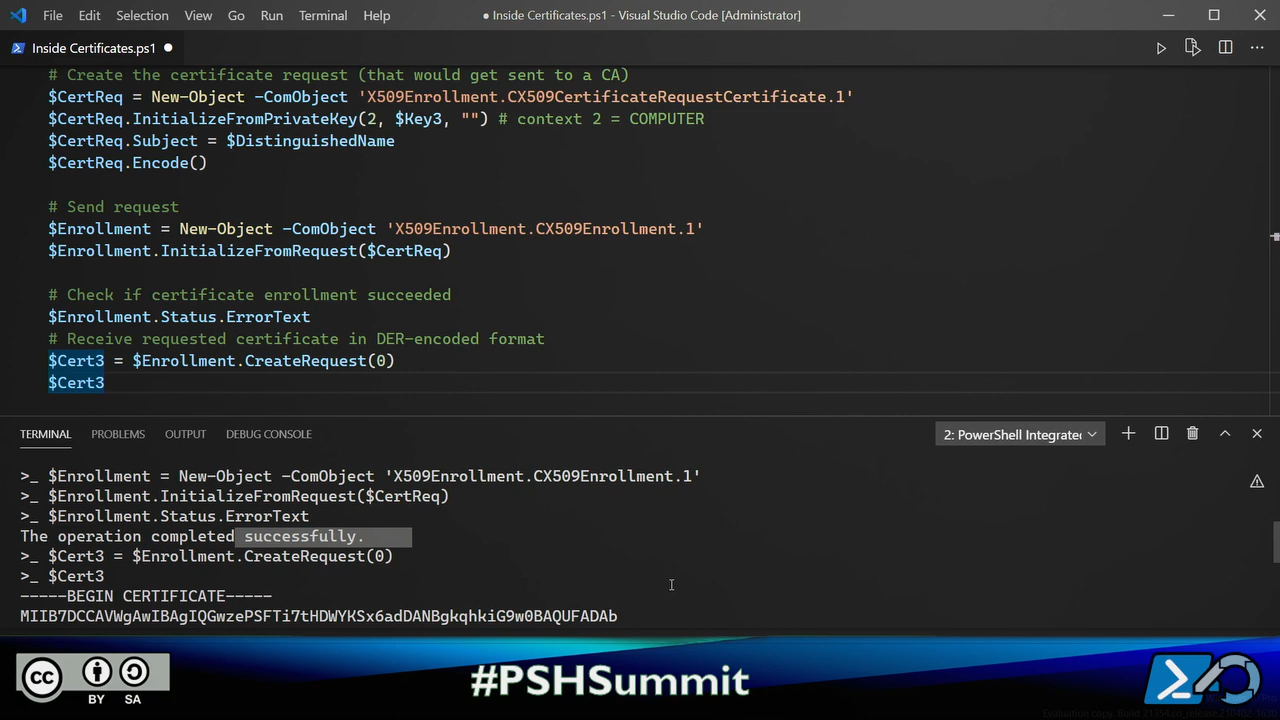 File Edit Selection View Go Run Terminal Help
● Inside Certificates.ps1 - Visual Studio Code [Administrator]
Inside Certificates.ps1
# Create the certificate request (that would get sent to a CA)
$CertReq = New-Object -ComObject 'X509Enrollment.CX509CertificateRequestCertificate.1'
$CertReq.InitializeFromPrivateKey(2, $Key3, "") # context 2 = COMPUTER
$CertReq.Subject = $DistinguishedName
$CertReq.Encode()
# Send request
$Enrollment = New-Object -ComObject 'X509Enrollment.CX509Enrollment.1'
$Enrollment.InitializeFromRequest($CertReq)
# Check if certificate enrollment succeeded
$Enrollment.Status.ErrorText
# Receive requested certificate in DER-encoded format
$Cert3 = $Enrollment.CreateRequest(0)
$Cert3
TERMINAL PROBLEMS OUTPUT DEBUG CONSOLE
2: PowerShell Integrated
>_ $Enrollment = New-Object -ComObject 'X509Enrollment.CX509Enrollment.1'
>_ $Enrollment.InitializeFromRequest($CertReq)
>_ $Enrollment.Status.ErrorText
The operation completed successfully.
>_ $Cert3 = $Enrollment.CreateRequest(0)
>_ $Cert3
-----BEGIN CERTIFICATE-----
MIIB7DCCAVWgAwIBAgIQGwzePSFTi7tHDWYKSx6adDANBgkqhkiG9w0BAQUFADAb
cc BY SA
#PSHSummit